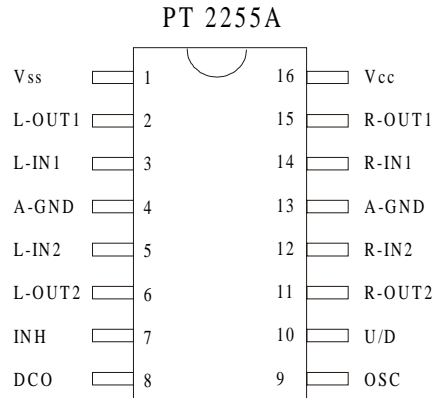 PT 2255A
Vss 1 16 Vcc
L-OUT1 2 15 R-OUT1
L-IN1 3 14 R-IN1
A-GND 4 13 A-GND
L-IN2 5 12 R-IN2
L-OUT2 6 11 R-OUT2
INH 7 10 U/D
DCO 8 9 OSC